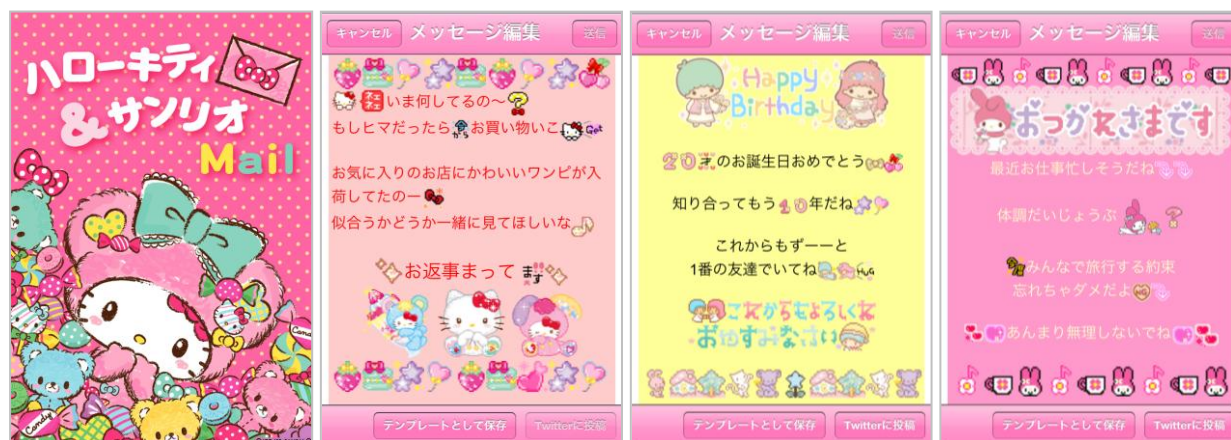 ハローキティ
&サンリオ
Mail
Candy
Candy
キャンセル メッセージ編集 送信
ネェネェ いま何してるの〜?
もしヒマだったら から お買い物いこ Get
お気に入りのお店にかわいいワンピが入
荷してたのー
似合うかどうか一緒に見てほしいな
お返事まって ます
テンプレートとして保存 Twitterに投稿
キャンセル メッセージ編集 送信
Happy
Birthday
20才のお誕生日おめでとう
知り合ってもう10年だね
これからもずーーと
1番の友達でいてね Hug
これからもよろしくね
おやすみなさい
テンプレートとして保存 Twitterに投稿
キャンセル メッセージ編集 送信
おつかれさまです
最近お仕事忙しそうだね
体調だいじょうぶ ?
みんなで旅行する約束
忘れちゃダメだよ NG
あんまり無理しないでね
テンプレートとして保存 Twitterに投稿